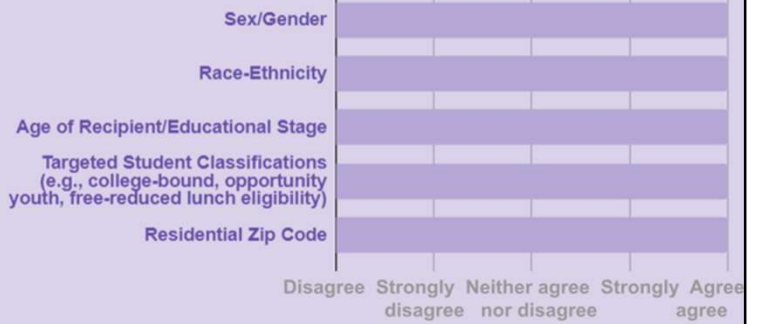 Sex/Gender
Race-Ethnicity
Age of Recipient/Educational Stage
Targeted Student Classifications
(e.g., college-bound, opportunity
youth, free-reduced lunch eligibility)
Residential Zip Code
Disagree Strongly Neither agree Strongly Agree
disagree nor disagree agree